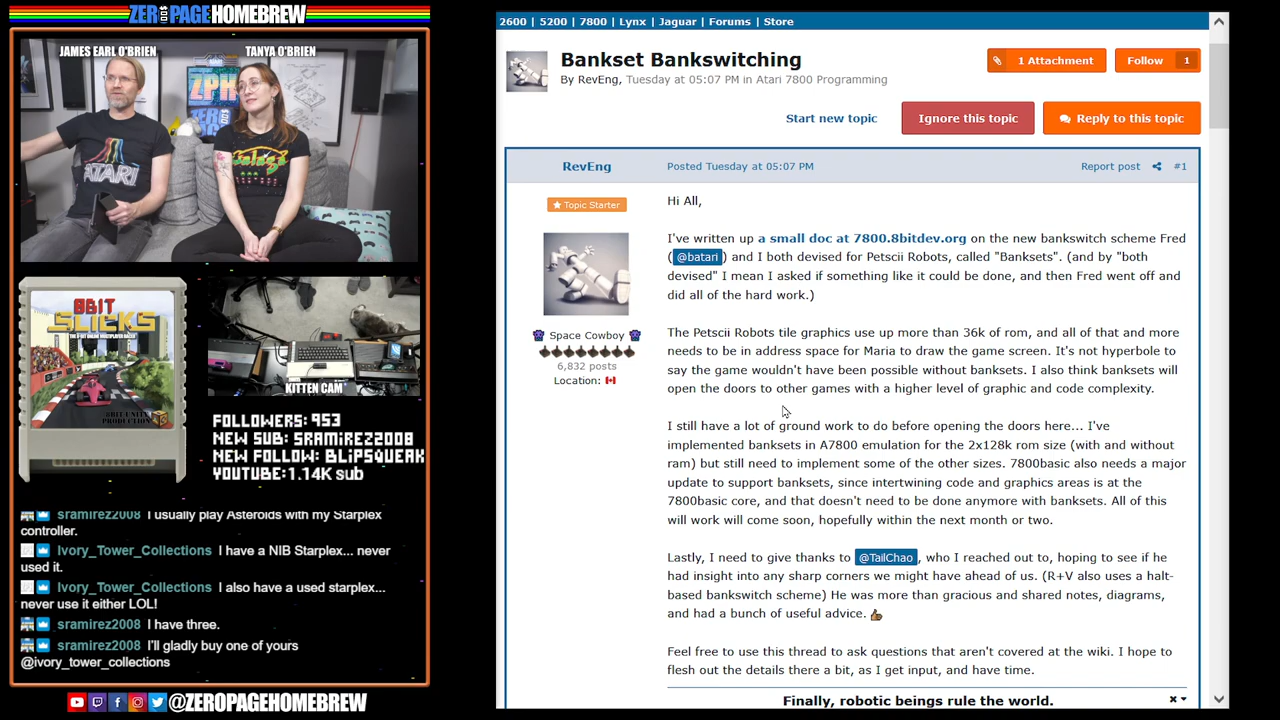 ZEROPAGEHOMEBREW
JAMES EARL O'BRIEN
TANYA O'BRIEN
ATARI
Galaga
ZPH
8BIT
SLICKS
THE 8-BIT ONLINE MULTIPLAYER RACER
8BIT-UNITY
PRODUCTION
KITTEN CAM
FOLLOWERS: 953
NEW SUB: SRAMIREZ2008
NEW FOLLOW: BLIPSQUEAK
YOUTUBE:1.14K sub
sramirez2008 I usually play Asteroids with my Starplex
controller.
Ivory_Tower_Collections I have a NIB Starplex... never
used it.
Ivory_Tower_Collections I also have a used starplex...
never use it either LOL!
sramirez2008 I have three.
sramirez2008 I'll gladly buy one of yours
@ivory_tower_collections
@ZEROPAGEHOMEBREW
2600 | 5200 | 7800 | Lynx | Jaguar | Forums | Store
Bankset Bankswitching
By RevEng, Tuesday at 05:07 PM in Atari 7800 Programming
1 Attachment
Follow 1
Start new topic
Ignore this topic
Reply to this topic
RevEng
Posted Tuesday at 05:07 PM
Report post
#1
Topic Starter
Space Cowboy
6,832 posts
Location:
Hi All,
I've written up a small doc at 7800.8bitdev.org on the new bankswitch scheme Fred
( @batari ) and I both devised for Petscii Robots, called "Banksets". (and by "both
devised" I mean I asked if something like it could be done, and then Fred went off and
did all of the hard work.)
The Petscii Robots tile graphics use up more than 36k of rom, and all of that and more
needs to be in address space for Maria to draw the game screen. It's not hyperbole to
say the game wouldn't have been possible without banksets. I also think banksets will
open the doors to other games with a higher level of graphic and code complexity.
I still have a lot of ground work to do before opening the doors here... I've
implemented banksets in A7800 emulation for the 2x128k rom size (with and without
ram) but still need to implement some of the other sizes. 7800basic also needs a major
update to support banksets, since intertwining code and graphics areas is at the
7800basic core, and that doesn't need to be done anymore with banksets. All of this
will work will come soon, hopefully within the next month or two.
Lastly, I need to give thanks to @TailChao , who I reached out to, hoping to see if he
had insight into any sharp corners we might have ahead of us. (R+V also uses a halt-
based bankswitch scheme) He was more than gracious and shared notes, diagrams,
and had a bunch of useful advice.
Feel free to use this thread to ask questions that aren't covered at the wiki. I hope to
flesh out the details there a bit, as I get input, and have time.
Finally, robotic beings rule the world.